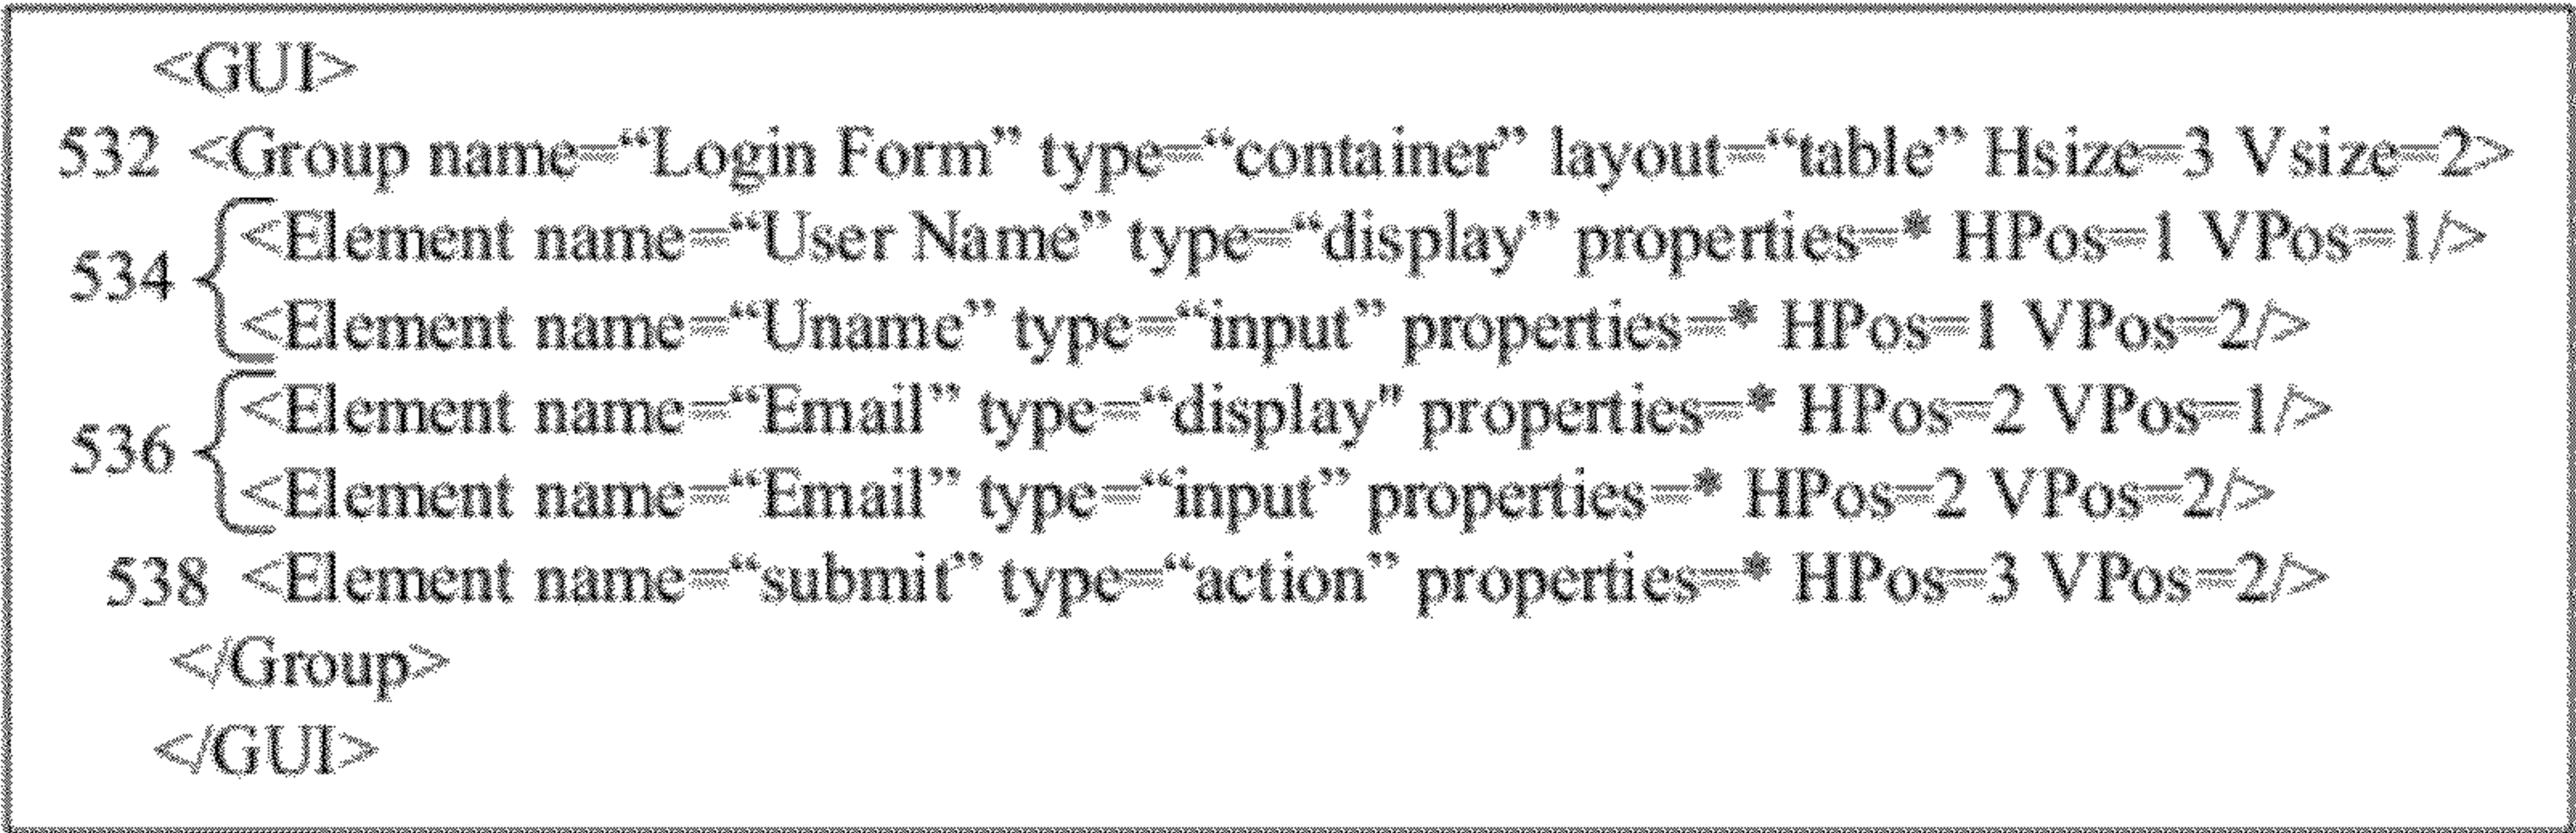 <GUI>
532 <Group name=“Login Form” type=“container” layout=“table” Hsize=3 Vsize=2>
<Element name=“User Name” type=“display” properties=* HPos=1 VPos=1/>
534
<Element name=“Uname” type=“input” properties=* HPos=1 VPos=2/>
<Element name=“Email” type=“display" properties=* HPos=2 VPos=1/>
536
<Element name=“Email” type=“input” properties=* HPos=2 VPos=2/>
538 <Element name=“submit” type=“action” properties=* HPos=3 VPos=2/>
</Group>
</GUI>